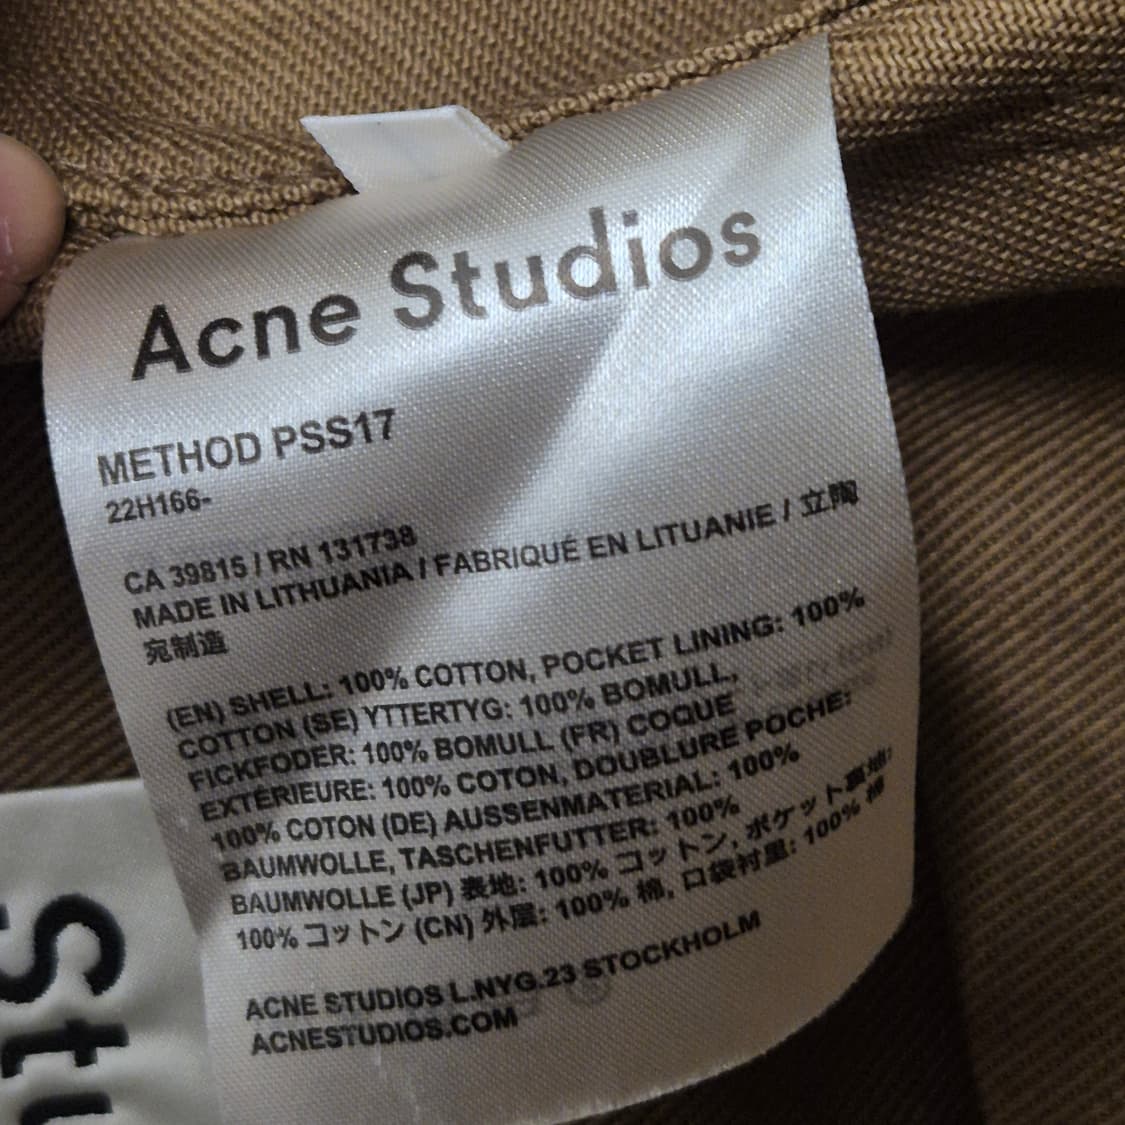 Acne Studios
METHOD PSS17
22H166-
CA 39815 / RN 131738
MADE IN LITHUANIA / FABRIQUÉ EN LITUANIE / 立陶
宛制造
(EN) SHELL: 100% COTTON, POCKET LINING: 100%
COTTON (SE) YTTERTYG: 100% BOMULL,
FICKFODER: 100% BOMULL (FR) COQUE
EXTÉRIEURE: 100% COTON, DOUBLURE POCHE:
100% COTON (DE) AUSSENMATERIAL: 100%
BAUMWOLLE, TASCHENFUTTER: 100%
BAUMWOLLE (JP) 表地: 100% コットン, ポケット裏地:
100% コットン (CN) 外层: 100% 棉, 口袋衬里: 100% 棉
ACNE STUDIOS L.NYG.23 STOCKHOLM
ACNESTUDIOS.COM
Stu